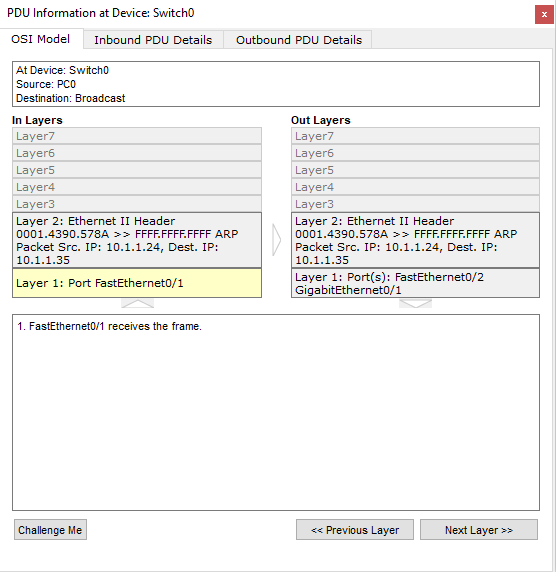 PDU Information at Device: Switch0
x
OSI Model
Inbound PDU Details
Outbound PDU Details
At Device: Switch0
Source: PC0
Destination: Broadcast
In Layers
Layer7
Layer6
Layer5
Layer4
Layer3
Layer 2: Ethernet II Header
0001.4390.578A >> FFFF.FFFF.FFFF ARP
Packet Src. IP: 10.1.1.24, Dest. IP:
10.1.1.35
Layer 1: Port FastEthernet0/1
Out Layers
Layer7
Layer6
Layer5
Layer4
Layer3
Layer 2: Ethernet II Header
0001.4390.578A >> FFFF.FFFF.FFFF ARP
Packet Src. IP: 10.1.1.24, Dest. IP:
10.1.1.35
Layer 1: Port(s): FastEthernet0/2
GigabitEthernet0/1
1. FastEthernet0/1 receives the frame.
Challenge Me
<< Previous Layer
Next Layer >>